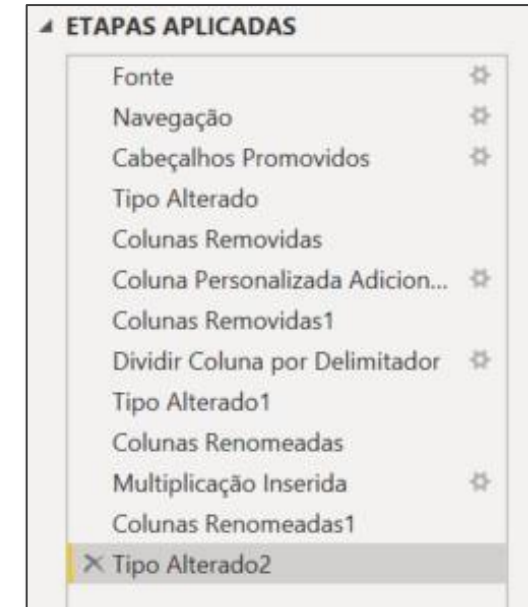 ETAPAS APLICADAS
Fonte
Navegação
Cabeçalhos Promovidos
Tipo Alterado
Colunas Removidas
Coluna Personalizada Adicion...
Colunas Removidas1
Dividir Coluna por Delimitador
Tipo Alterado1
Colunas Renomeadas
Multiplicação Inserida
Colunas Renomeadas1
Tipo Alterado2